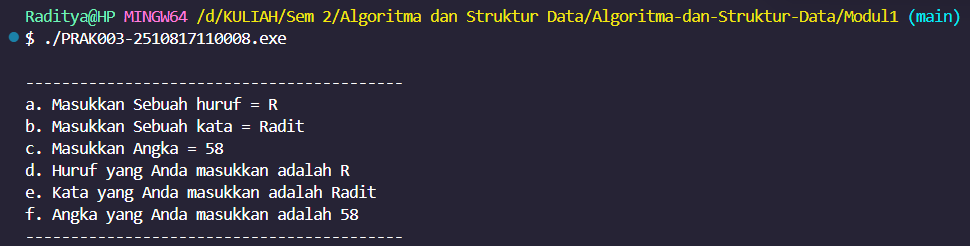 Raditya@HP MINGW64 /d/KULIAH/Sem 2/Algoritma dan Struktur Data/Algoritma-dan-Struktur-Data/Modul1 (main)
$ ./PRAK003-2510817110008.exe
------------------------------------------
a. Masukkan Sebuah huruf = R
b. Masukkan Sebuah kata = Radit
c. Masukkan Angka = 58
d. Huruf yang Anda masukkan adalah R
e. Kata yang Anda masukkan adalah Radit
f. Angka yang Anda masukkan adalah 58
------------------------------------------